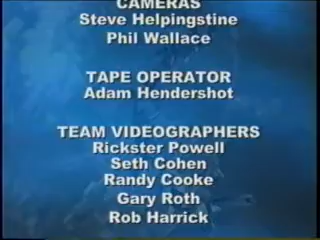 CAMERAS
Steve Helpingstine
Phil Wallace
TAPE OPERATOR
Adam Hendershot
TEAM VIDEOGRAPHERS
Rickster Powell
Seth Cohen
Randy Cooke
Gary Roth
Rob Harrick